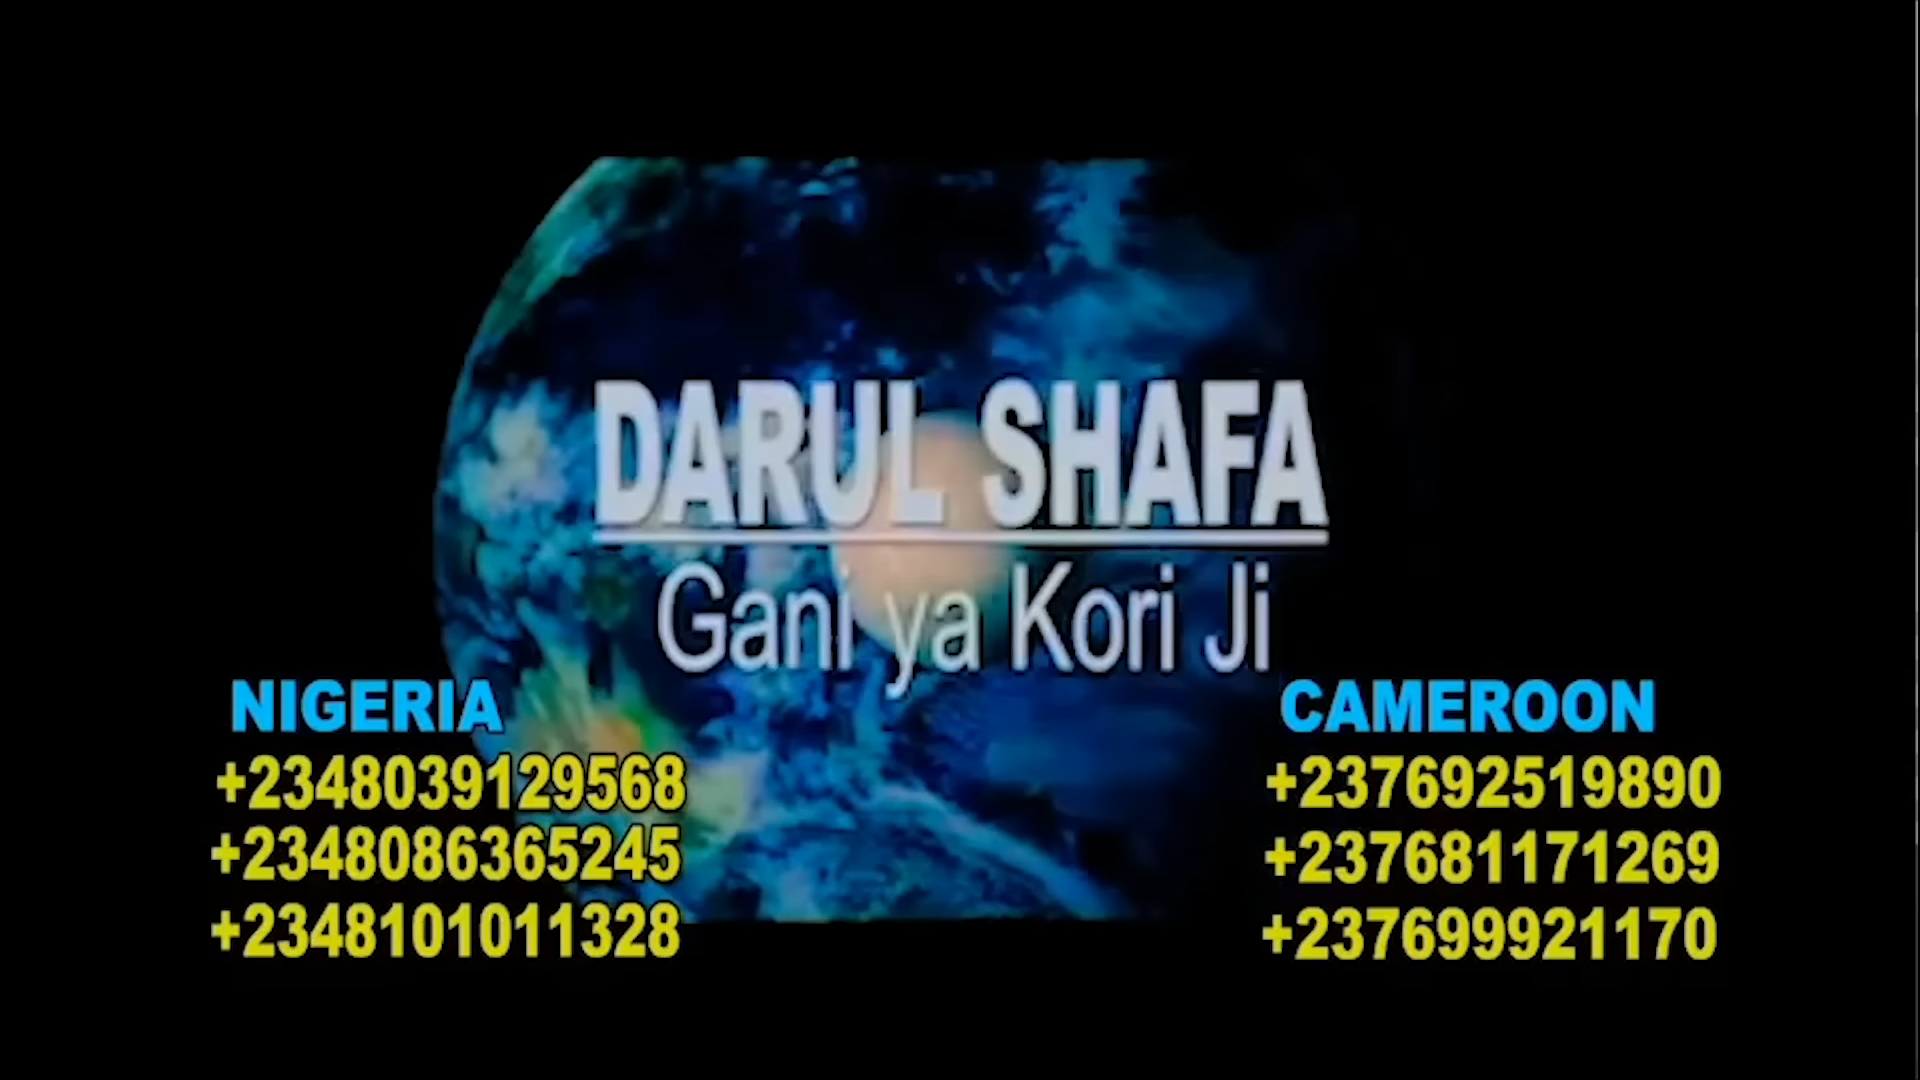 DARUL SHAFA
Gani ya Kori Ji
NIGERIA
+2348039129568
+2348086365245
+2348101011328
CAMEROON
+237692519890
+237681171269
+237699921170